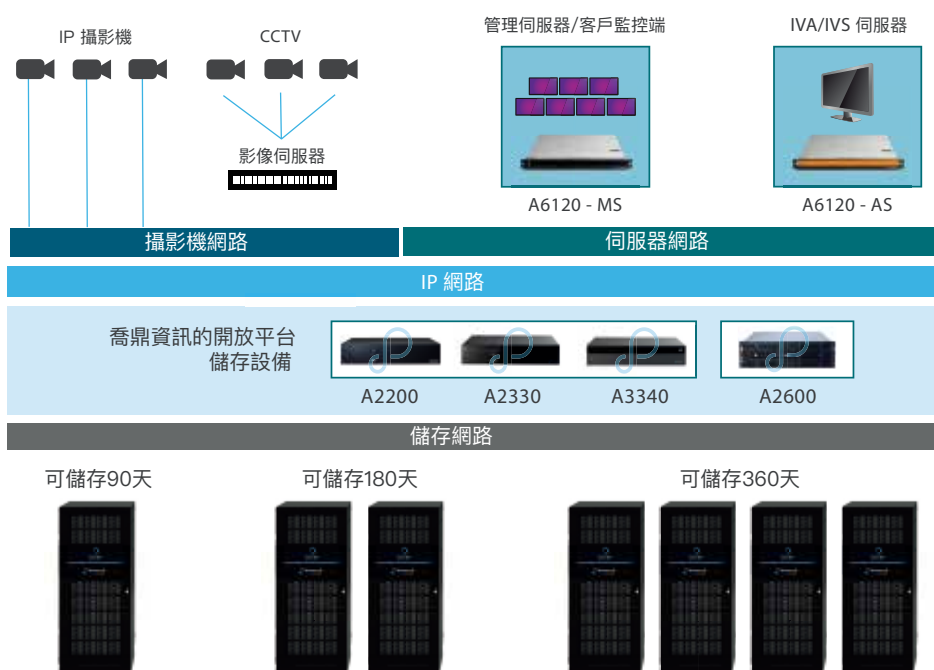 IP 攝影機
CCTV
管理伺服器/客戶監控端
IVA/IVS 伺服器
影像伺服器
A6120 - MS
A6120 - AS
攝影機網路
伺服器網路
IP 網路
喬鼎資訊的開放平台
儲存設備
A2200
A2330
A3340
A2600
儲存網路
可儲存90天
可儲存180天
可儲存360天